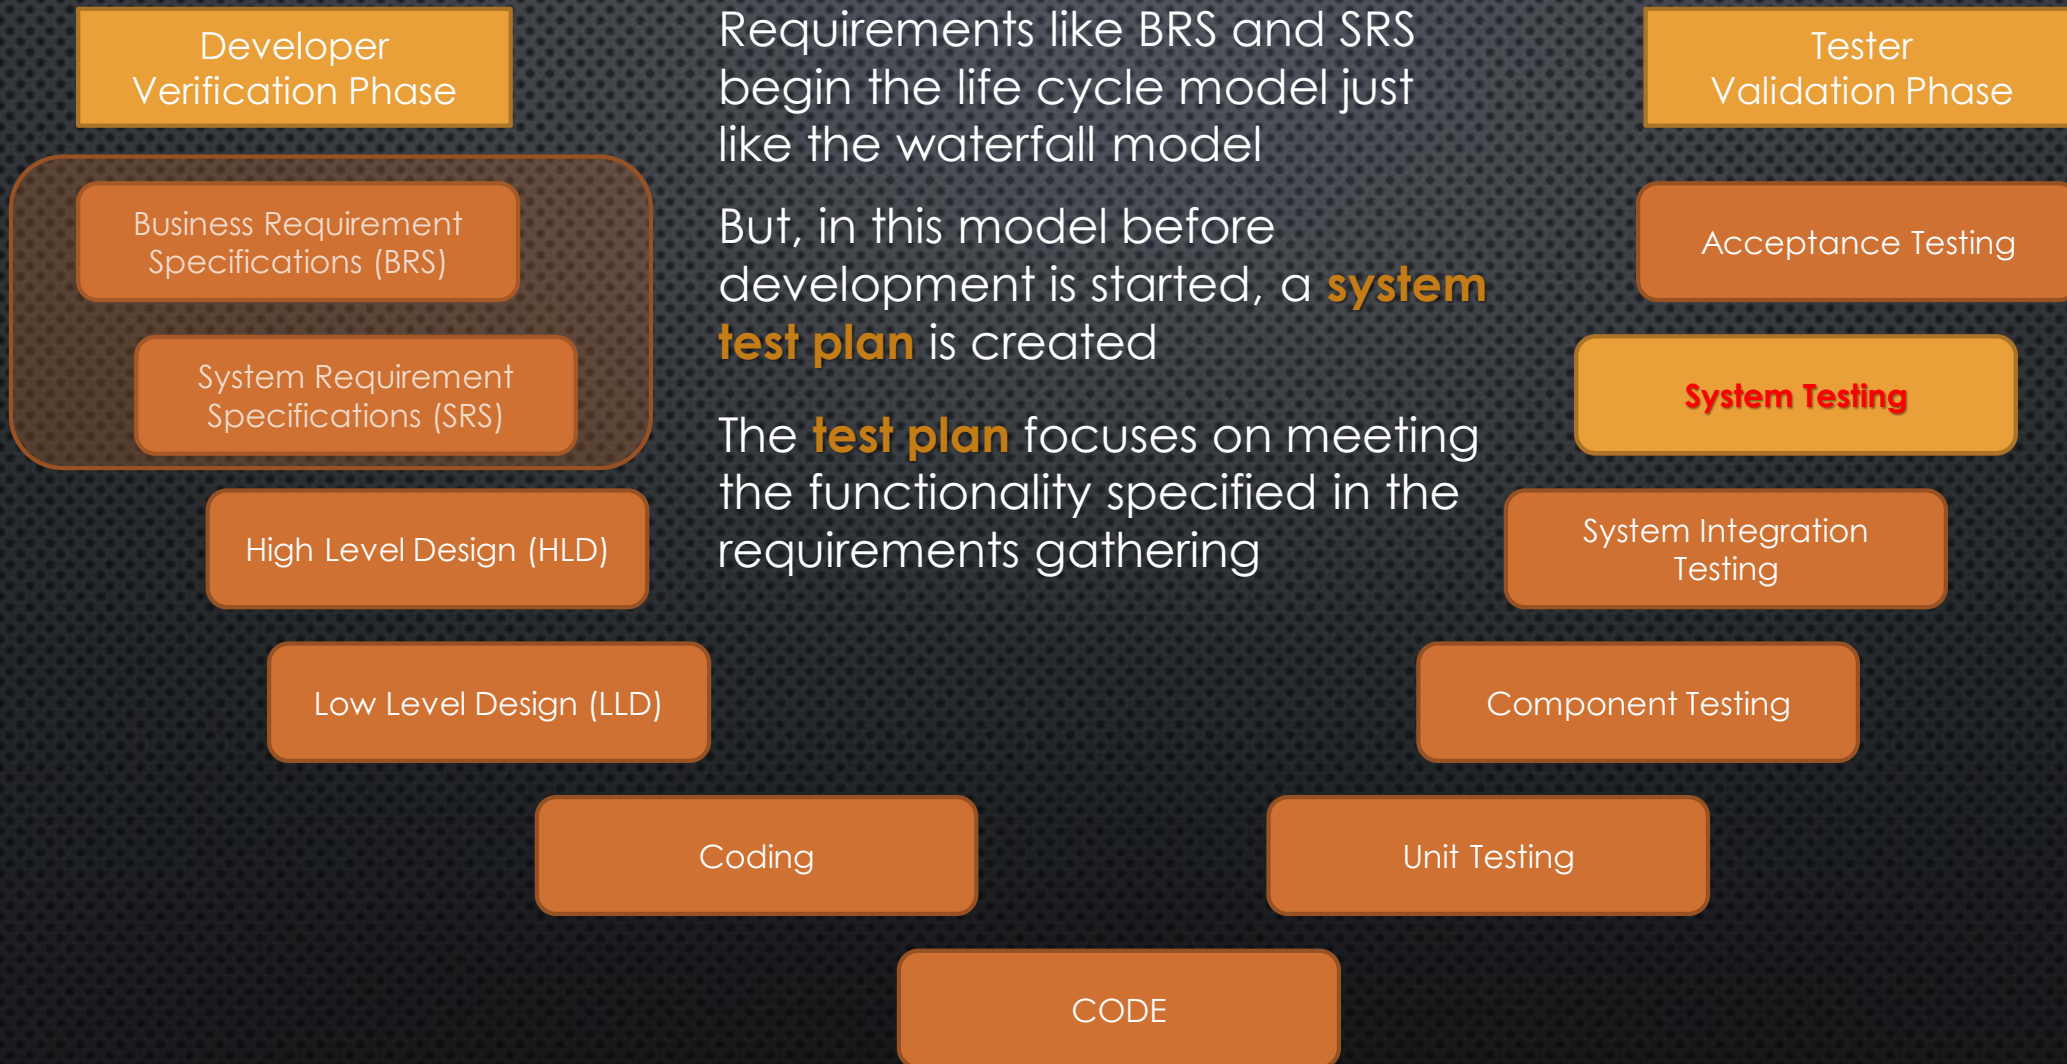 Developer
Verification Phase
Business Requirement
Specifications (BRS)
System Requirement
Specifications (SRS)
High Level Design (HLD)
Low Level Design (LLD)
Coding
CODE
Requirements like BRS and SRS
begin the life cycle model just
like the waterfall model
But, in this model before
development is started, a system
test plan is created
The test plan focuses on meeting
the functionality specified in the
requirements gathering
Tester
Validation Phase
Acceptance Testing
System Testing
System Integration
Testing
Component Testing
Unit Testing